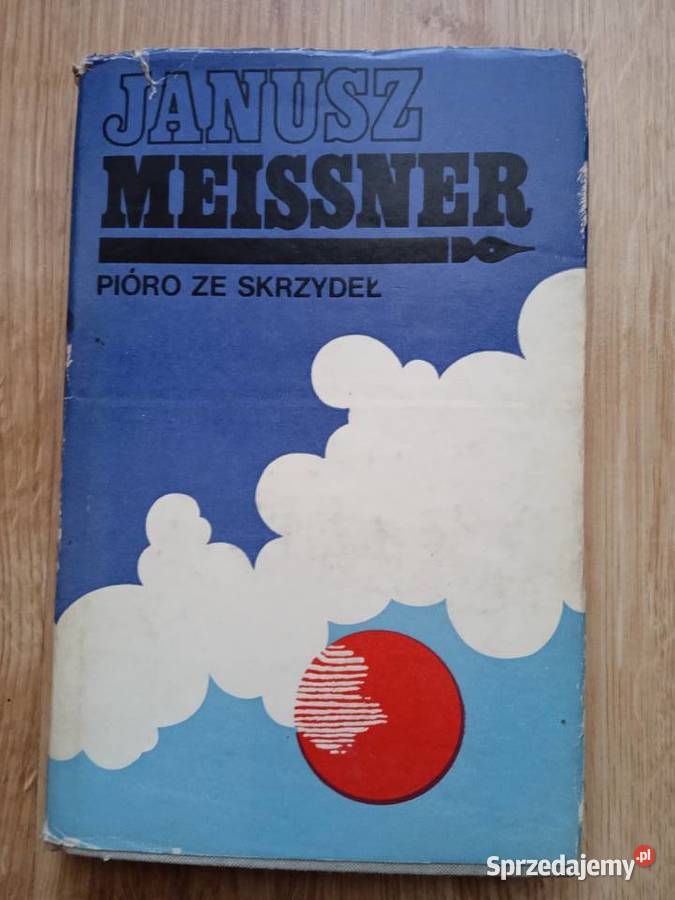 JANUSZ
MEISSNER
PIÓRO ZE SKRZYDEŁ
Sprzedajemy.pl